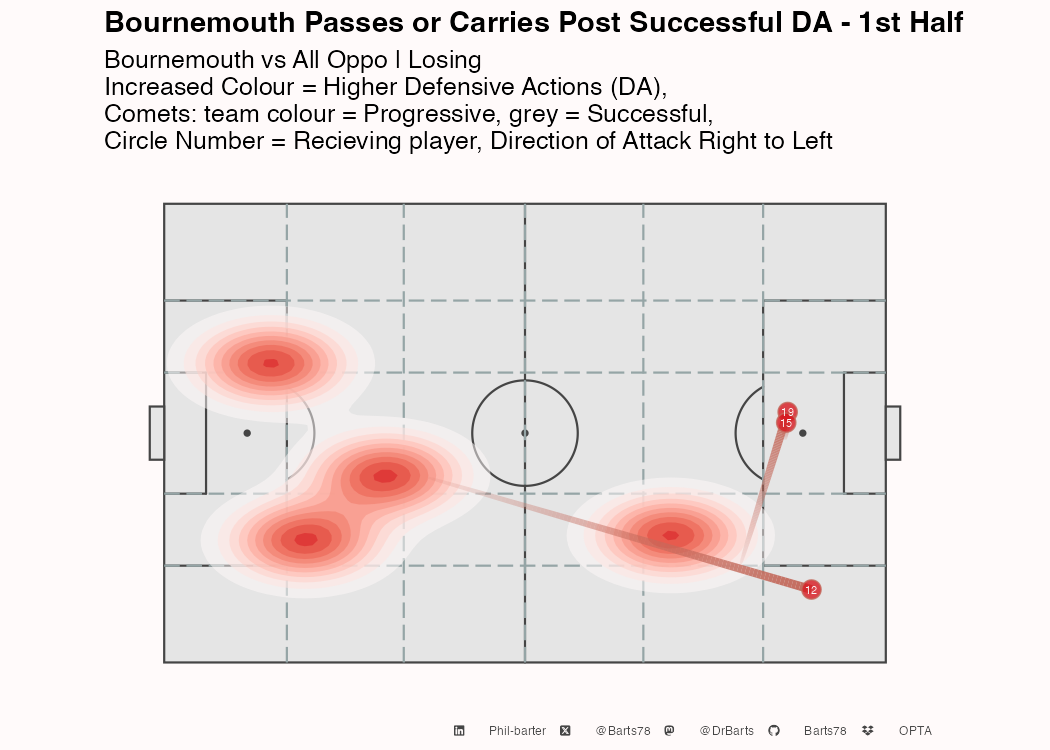 Bournemouth Passes or Carries Post Successful DA - 1st Half
Bournemouth vs All Oppo | Losing
Increased Colour = Higher Defensive Actions (DA),
Comets: team colour = Progressive, grey = Successful,
Circle Number = Recieving player, Direction of Attack Right to Left
19
15
12
Phil-barter @Barts78 @DrBarts Barts78 OPTA